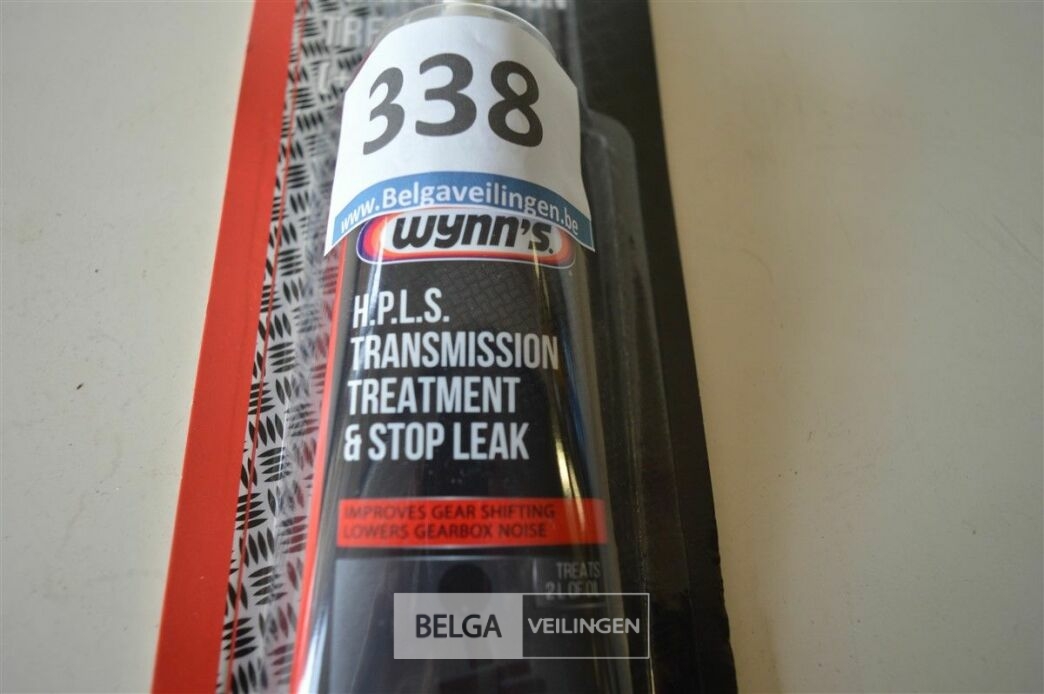 338
www.Belgaveilingen.be
wynn's.
H.P.L.S.
TRANSMISSION
TREATMENT
& STOP LEAK
IMPROVES GEAR SHIFTING
LOWERS GEARBOX NOISE
TREATS
BELGA VEILINGEN